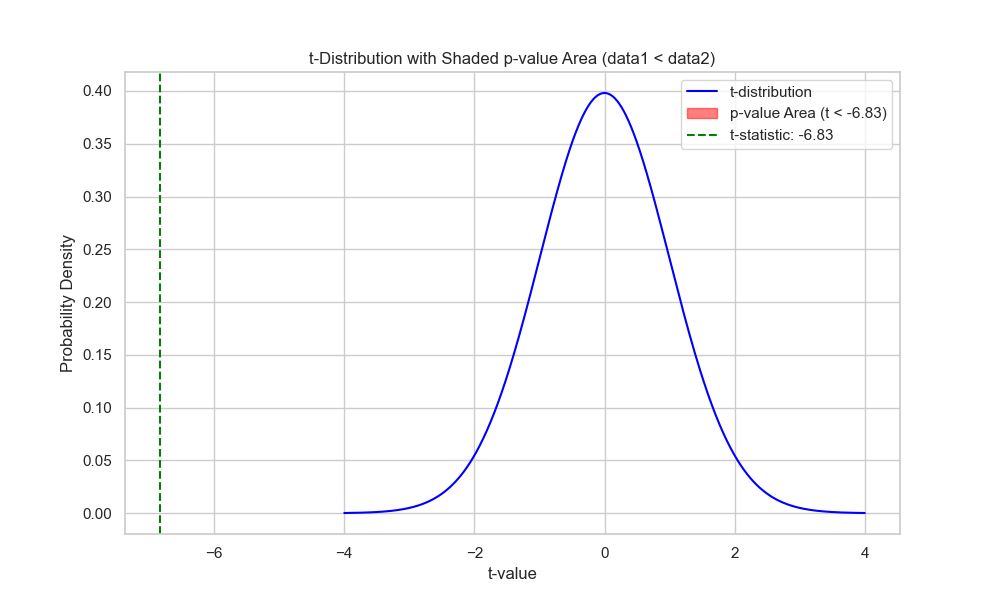 t-Distribution with Shaded p-value Area (data1 < data2)
t-distribution
p-value Area (t < -6.83)
t-statistic: -6.83
Probability Density
0.40
0.35
0.30
0.25
0.20
0.15
0.10
0.05
0.00
−6
−4
−2
0
2
4
t-value